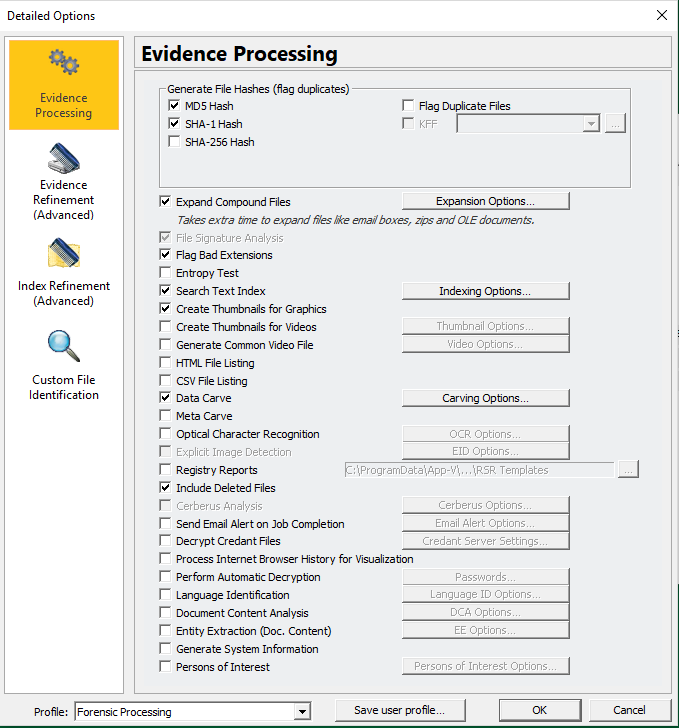 Detailed Options
Evidence
Processing
Evidence
Refinement
(Advanced)
Index Refinement
(Advanced)
Custom File
Identification
Evidence Processing
Generate File Hashes (flag duplicates)
MD5 Hash
Flag Duplicate Files
SHA-1 Hash
KFF
...
SHA-256 Hash
Expand Compound Files
Expansion Options...
Takes extra time to expand files like email boxes, zips and OLE documents.
File Signature Analysis
Flag Bad Extensions
Entropy Test
Search Text Index
Indexing Options...
Create Thumbnails for Graphics
Create Thumbnails for Videos
Thumbnail Options...
Generate Common Video File
Video Options...
HTML File Listing
CSV File Listing
Data Carve
Carving Options...
Meta Carve
Optical Character Recognition
OCR Options...
Explicit Image Detection
EID Options...
Registry Reports
C:\ProgramData\App-V\...\RSR Templates
...
Include Deleted Files
Cerberus Analysis
Cerberus Options...
Send Email Alert on Job Completion
Email Alert Options...
Decrypt Credant Files
Credant Server Settings...
Process Internet Browser History for Visualization
Perform Automatic Decryption
Passwords...
Language Identification
Language ID Options...
Document Content Analysis
DCA Options...
Entity Extraction (Doc. Content)
EE Options...
Generate System Information
Persons of Interest
Persons of Interest Options...
Profile:
Forensic Processing
Save user profile...
OK
Cancel